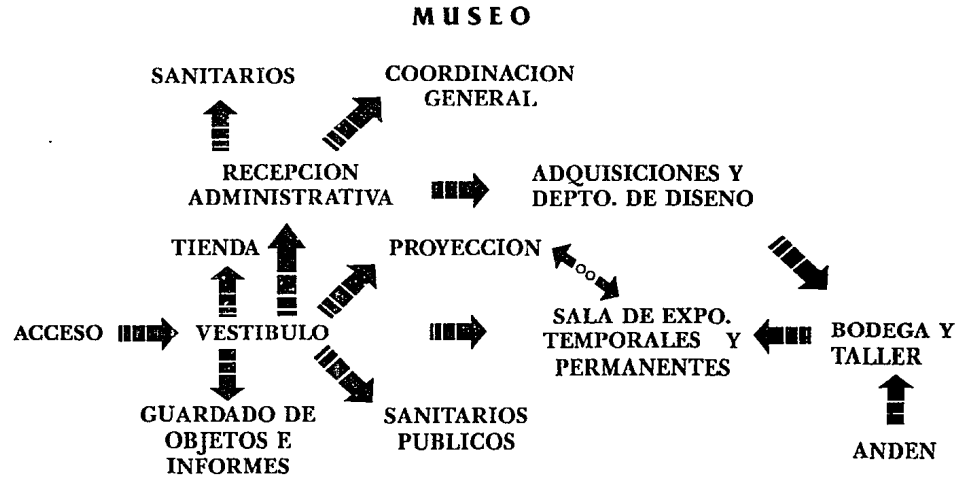 MUSEO
SANITARIOS
COORDINACION
GENERAL
RECEPCION
ADMINISTRATIVA
ADQUISICIONES Y
DEPTO. DE DISENO
TIENDA
PROYECCION
ACCESO
VESTIBULO
SALA DE EXPO.
TEMPORALES Y
PERMANENTES
BODEGA Y
TALLER
GUARDADO DE
OBJETOS E
INFORMES
SANITARIOS
PUBLICOS
ANDEN